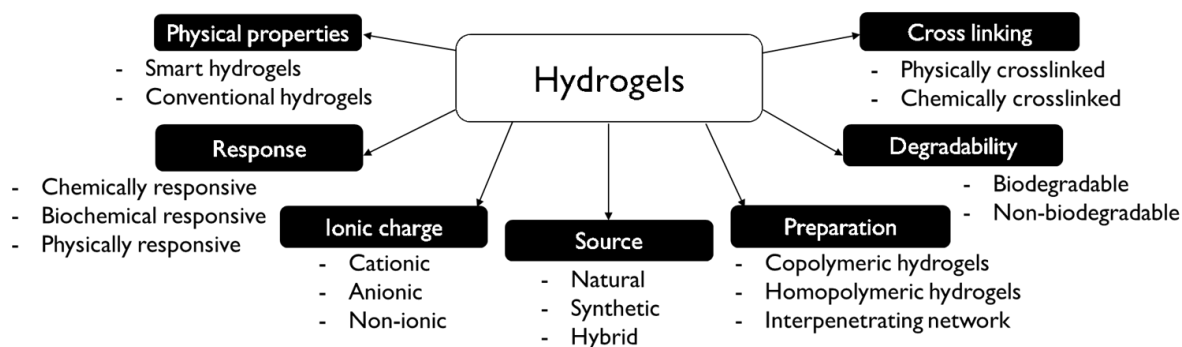 Hydrogels
Physical properties
- Smart hydrogels
- Conventional hydrogels
Response
- Chemically responsive
- Biochemical responsive
- Physically responsive
Ionic charge
- Cationic
- Anionic
- Non-ionic
Source
- Natural
- Synthetic
- Hybrid
Preparation
- Copolymeric hydrogels
- Homopolymeric hydrogels
- Interpenetrating network
Degradability
- Biodegradable
- Non-biodegradable
Cross linking
- Physically crosslinked
- Chemically crosslinked